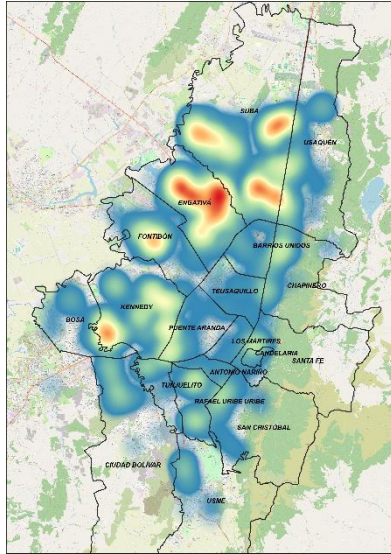 SUBA
USAQUÉN
ENGATIVA
FONTIBÓN
BARRIOS UNIDOS
TEUSAQUILLO
CHAPINERO
KENNEDY
BOSA
PUENTE ARANDA
LOS MARTIRES
CANDELARIA
SANTA FE
ANTONIO NARIÑO
TUNJUELITO
RAFAEL URIBE URIBE
SAN CRISTOBAL
CIUDAD BOLIVAR
USME